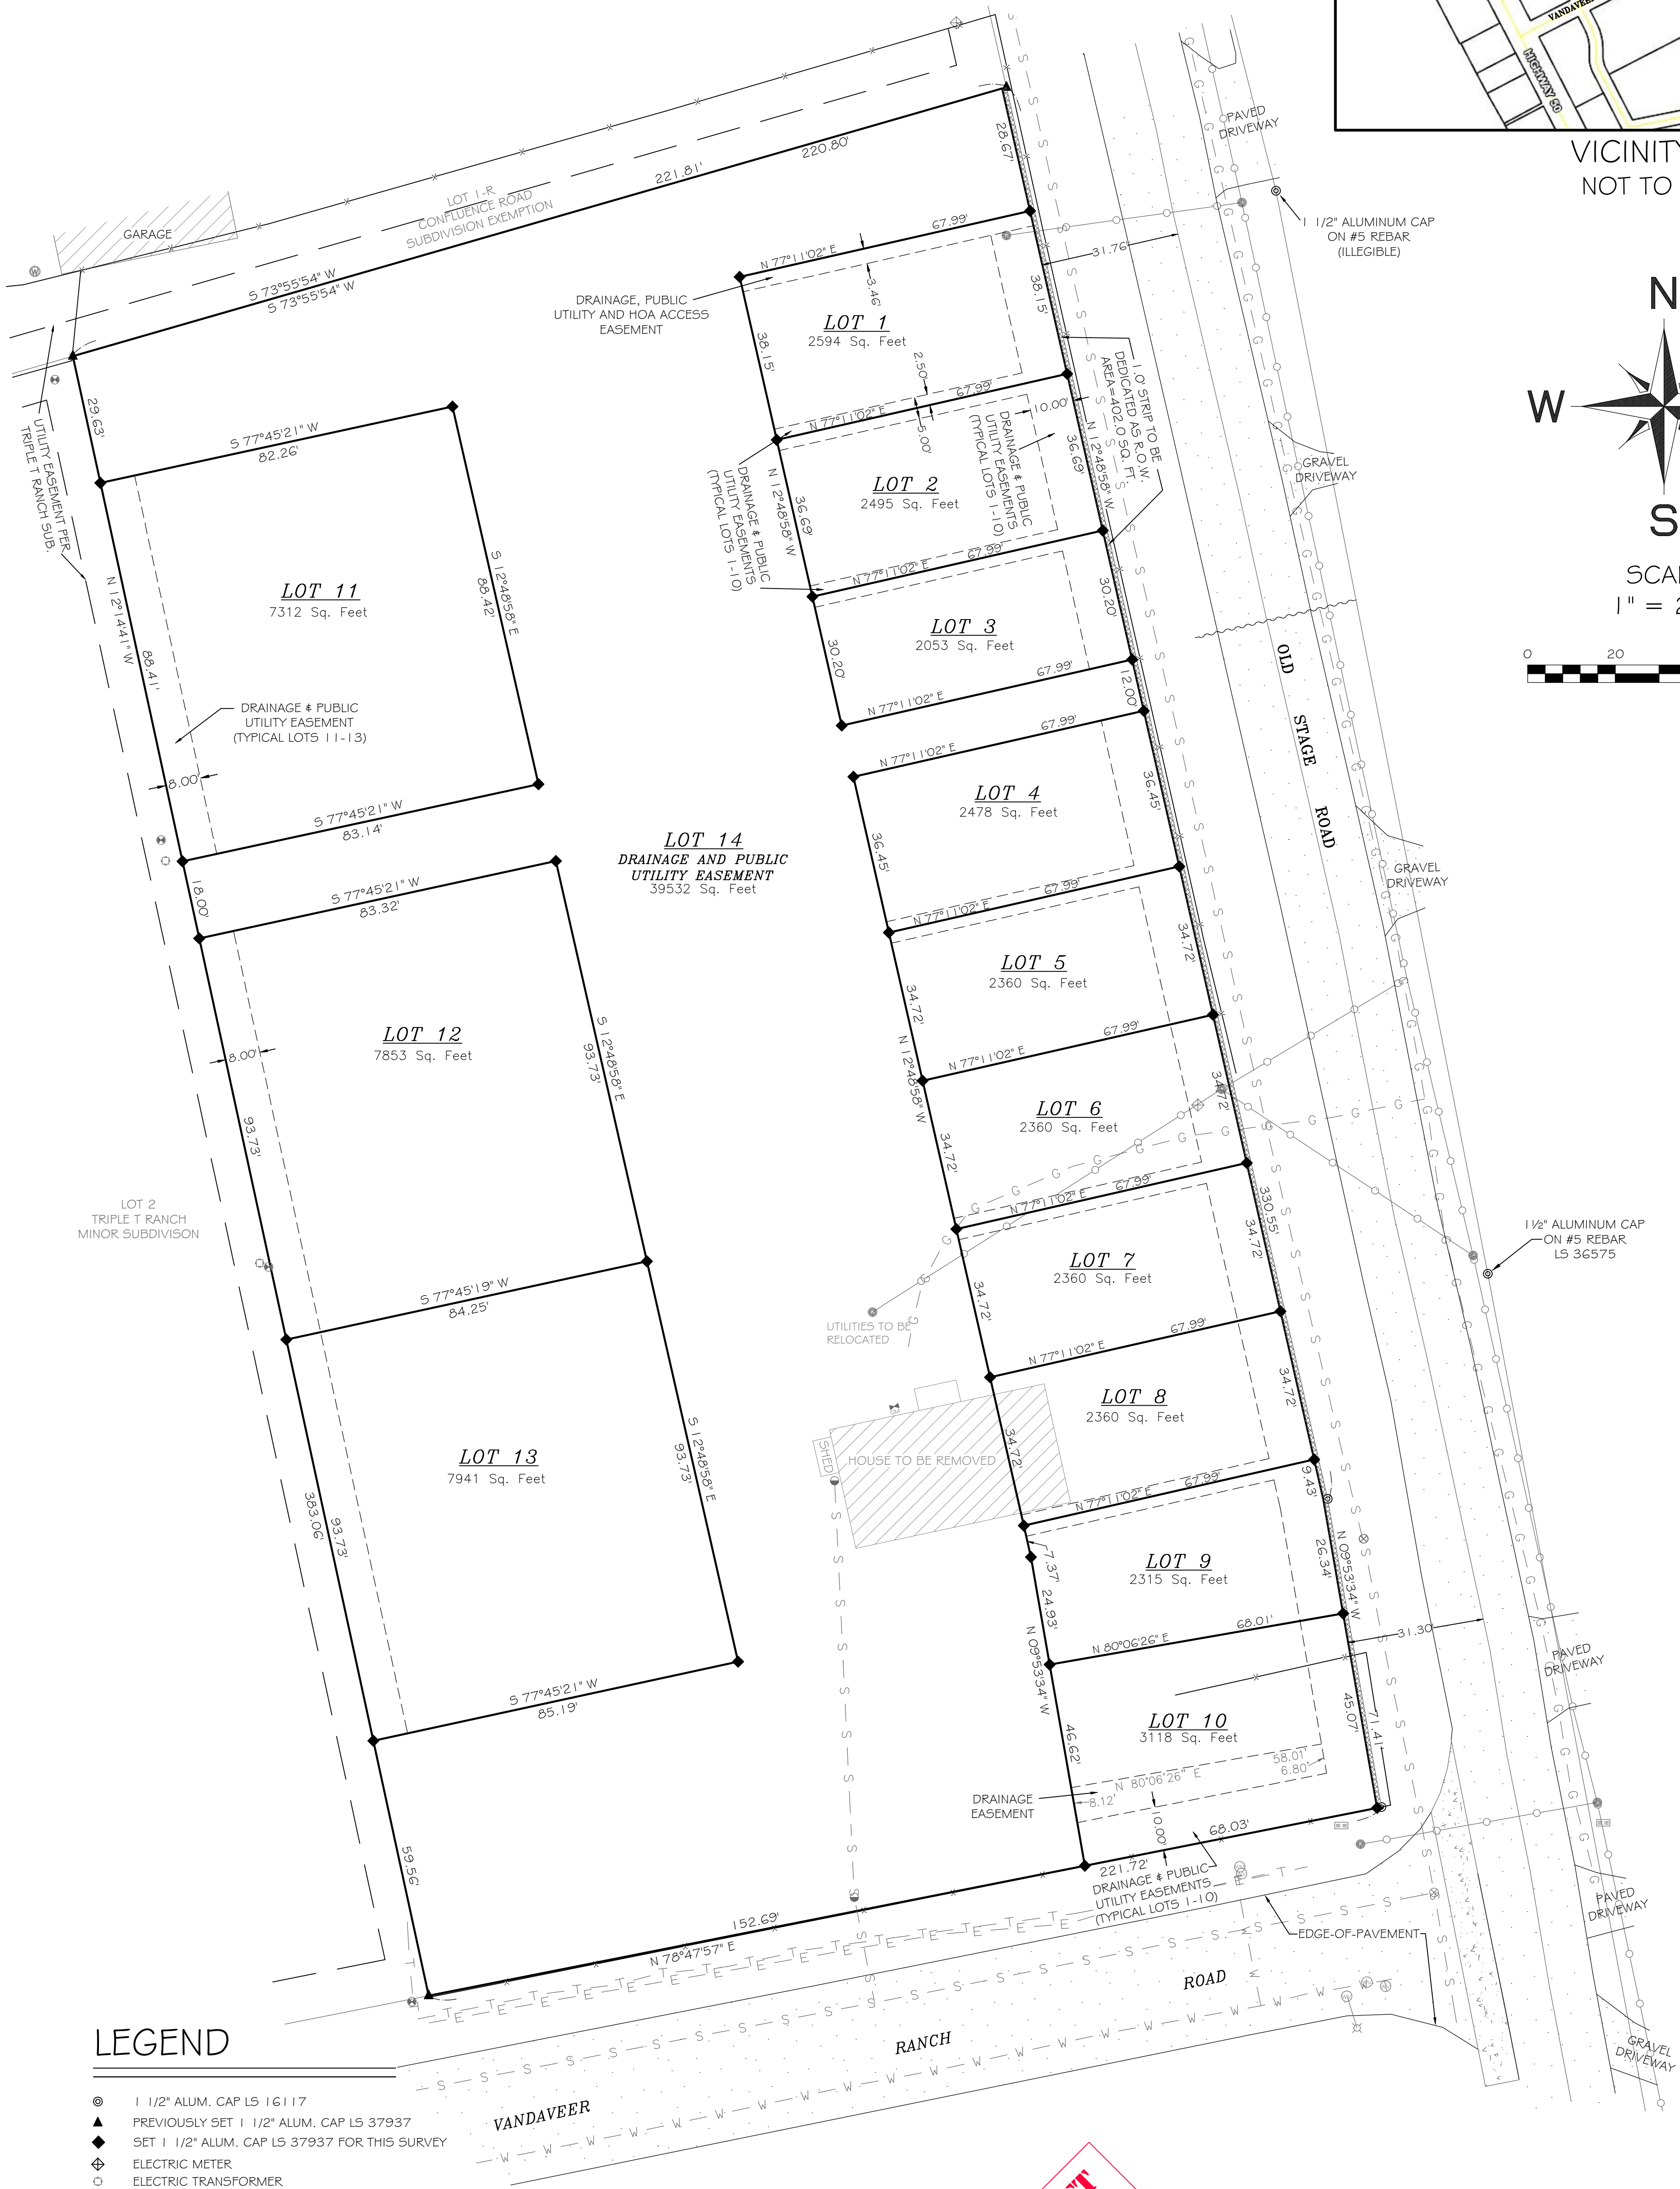 VANDAVEER
HIGHWAY 50
VICINITY
NOT TO
PAVED
DRIVEWAY
1 1/2" ALUMINUM CAP
ON #5 REBAR
(ILLEGIBLE)
N
W
S
1" = 2
0 20
GARAGE
LOT 1-R
CONFLUENCE ROAD
SUBDIVISION EXEMPTION
221.81'
220.80'
S 73°55'54" W
S 73°55'54" W
28.67'
67.99'
N 77°11'02" E
DRAINAGE, PUBLIC
UTILITY AND HOA ACCESS
EASEMENT
3.46'
31.76'
38.15'
LOT 1
2594 Sq. Feet
38.15'
2.50'
67.99'
N 77°11'02" E
5.00'
10.00'
1.0' STRIP TO BE
DEDICATED AS R.O.W.
AREA=402.0 SQ. FT.
N 12°48'58" W
36.69'
DRAINAGE & PUBLIC
UTILITY EASEMENTS
(TYPICAL LOTS 1-10)
LOT 2
2495 Sq. Feet
36.69'
N 12°48'58" W
DRAINAGE & PUBLIC
UTILITY EASEMENTS
(TYPICAL LOTS 1-10)
67.99'
N 77°11'02" E
30.20'
LOT 3
2053 Sq. Feet
30.20'
67.99'
N 77°11'02" E
12.00'
67.99'
N 77°11'02" E
LOT 4
2478 Sq. Feet
36.45'
36.45'
67.99'
N 77°11'02" E
LOT 5
2360 Sq. Feet
34.72'
34.72'
67.99'
N 77°11'02" E
N 12°48'58" W
LOT 6
2360 Sq. Feet
34.72'
34.72'
67.99'
N 77°11'02" E
330.55'
34.72'
LOT 7
2360 Sq. Feet
34.72'
67.99'
N 77°11'02" E
LOT 8
2360 Sq. Feet
34.72'
34.72'
67.99'
N 77°11'02" E
9.43'
LOT 9
2315 Sq. Feet
7.37'
24.93'
N 09°53'34" W
26.34'
N 09°53'34" W
68.01'
N 80°06'26" E
31.30
LOT 10
3118 Sq. Feet
46.62'
45.07'
71.41'
58.01'
6.80'
N 80°06'26" E
8.12'
DRAINAGE
EASEMENT
10.00'
68.03'
221.72'
DRAINAGE & PUBLIC
UTILITY EASEMENTS
(TYPICAL LOTS 1-10)
EDGE-OF-PAVEMENT
29.63'
S 77°45'21" W
82.26'
UTILITY EASEMENT PER
TRIPLE T RANCH SUB.
N 12°14'41" W
88.41'
LOT 11
7312 Sq. Feet
S 12°48'58" E
88.42'
DRAINAGE & PUBLIC
UTILITY EASEMENT
(TYPICAL LOTS 11-13)
8.00'
S 77°45'21" W
83.14'
18.00'
S 77°45'21" W
83.32'
LOT 14
DRAINAGE AND PUBLIC
UTILITY EASEMENT
39532 Sq. Feet
LOT 12
7853 Sq. Feet
8.00'
93.73'
S 12°48'58" E
93.73'
LOT 2
TRIPLE T RANCH
MINOR SUBDIVISON
S 77°45'19" W
84.25'
LOT 13
7941 Sq. Feet
383.06'
93.73'
S 12°48'58" E
93.73'
S 77°45'21" W
85.19'
59.56'
152.69'
N 78°47'57" E
UTILITIES TO BE
RELOCATED
SHED
HOUSE TO BE REMOVED
OLD
STAGE
ROAD
GRAVEL
DRIVEWAY
GRAVEL
DRIVEWAY
1 1/2" ALUMINUM CAP
ON #5 REBAR
LS 36575
PAVED
DRIVEWAY
PAVED
DRIVEWAY
GRAVEL
DRIVEWAY
VANDAVEER
RANCH
ROAD
LEGEND
1 1/2" ALUM. CAP LS 16117
PREVIOUSLY SET 1 1/2" ALUM. CAP LS 37937
SET 1 1/2" ALUM. CAP LS 37937 FOR THIS SURVEY
ELECTRIC METER
ELECTRIC TRANSFORMER